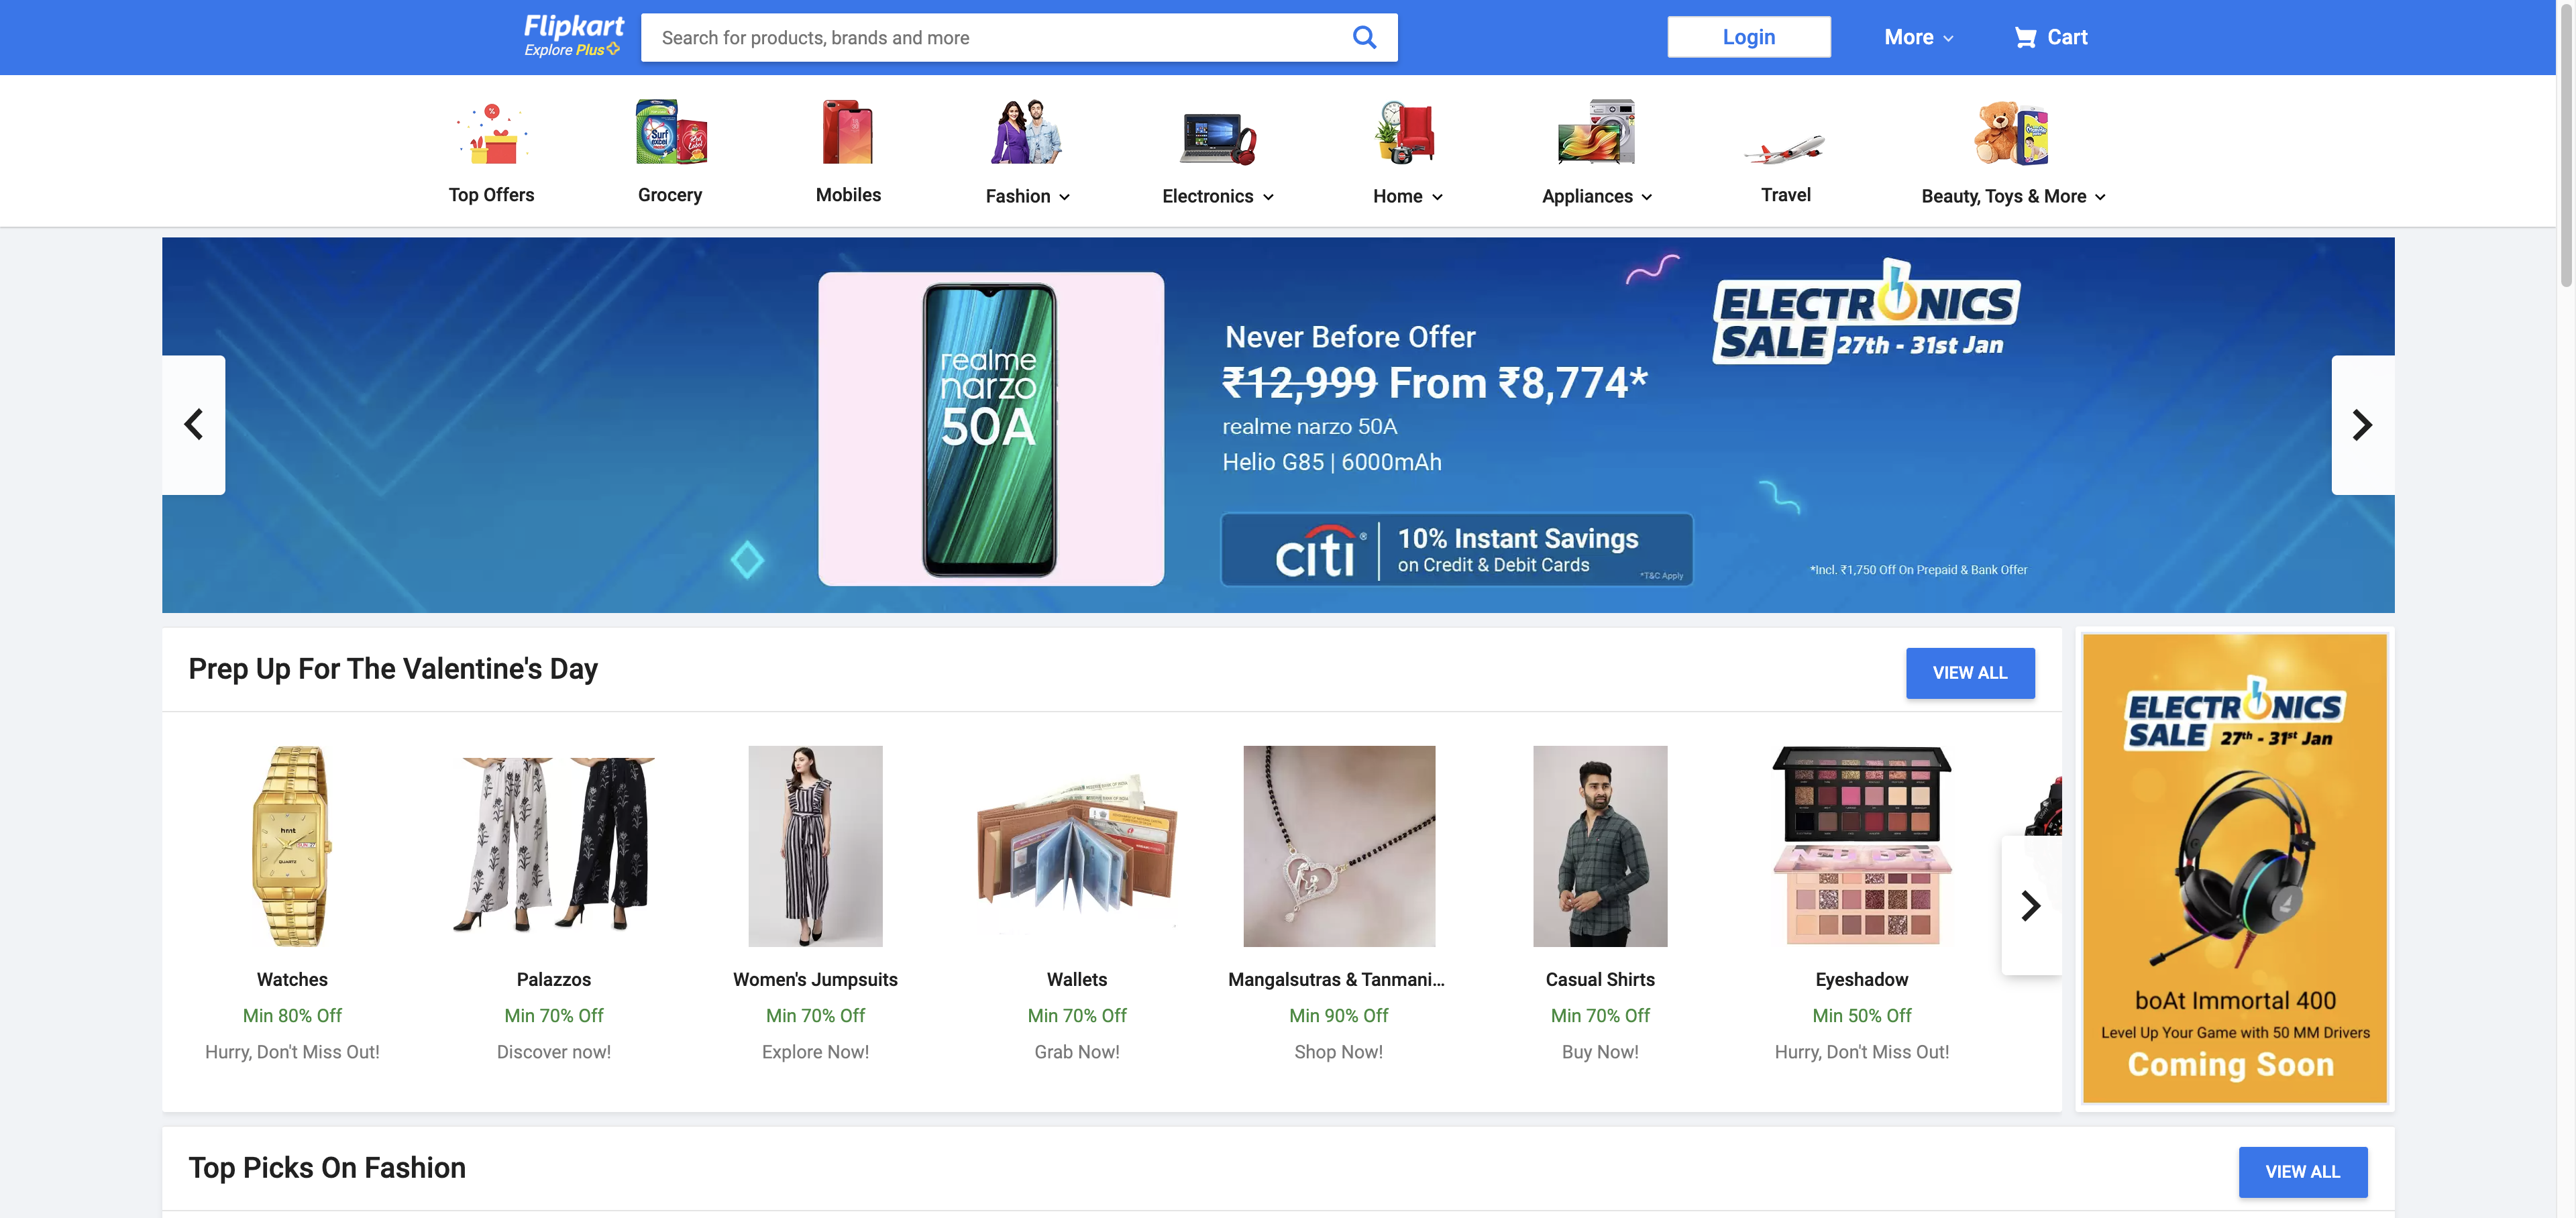 Flipkart
Explore Plus
Search for products, brands and more
Login
More
Cart
Top Offers
Grocery
Mobiles
Fashion
Electronics
Home
Appliances
Travel
Beauty, Toys & More
Surf excel
realme
narzo
50A
Never Before Offer
₹12,999 From ₹8,774*
realme narzo 50A
Helio G85 | 6000mAh
citi
10% Instant Savings
on Credit & Debit Cards
*T&C Apply
ELECTRONICS
SALE 27th - 31st Jan
*Incl. ₹1,750 Off On Prepaid & Bank Offer
Prep Up For The Valentine's Day
VIEW ALL
hmt
QUARTZ
Watches
Min 80% Off
Hurry, Don't Miss Out!
Palazzos
Min 70% Off
Discover now!
Women's Jumpsuits
Min 70% Off
Explore Now!
Wallets
Min 70% Off
Grab Now!
Mangalsutras & Tanmani...
Min 90% Off
Shop Now!
Casual Shirts
Min 70% Off
Buy Now!
Eyeshadow
Min 50% Off
Hurry, Don't Miss Out!
ELECTRONICS
SALE 27th - 31st Jan
boAt Immortal 400
Level Up Your Game with 50 MM Drivers
Coming Soon
Top Picks On Fashion
VIEW ALL